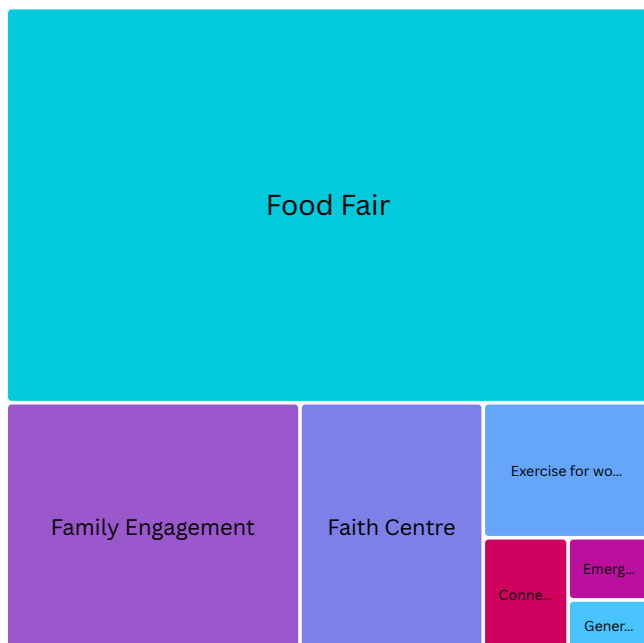 Food Fair
Family Engagement
Faith Centre
Exercise for wo...
Conne...
Emerg...
Gener...